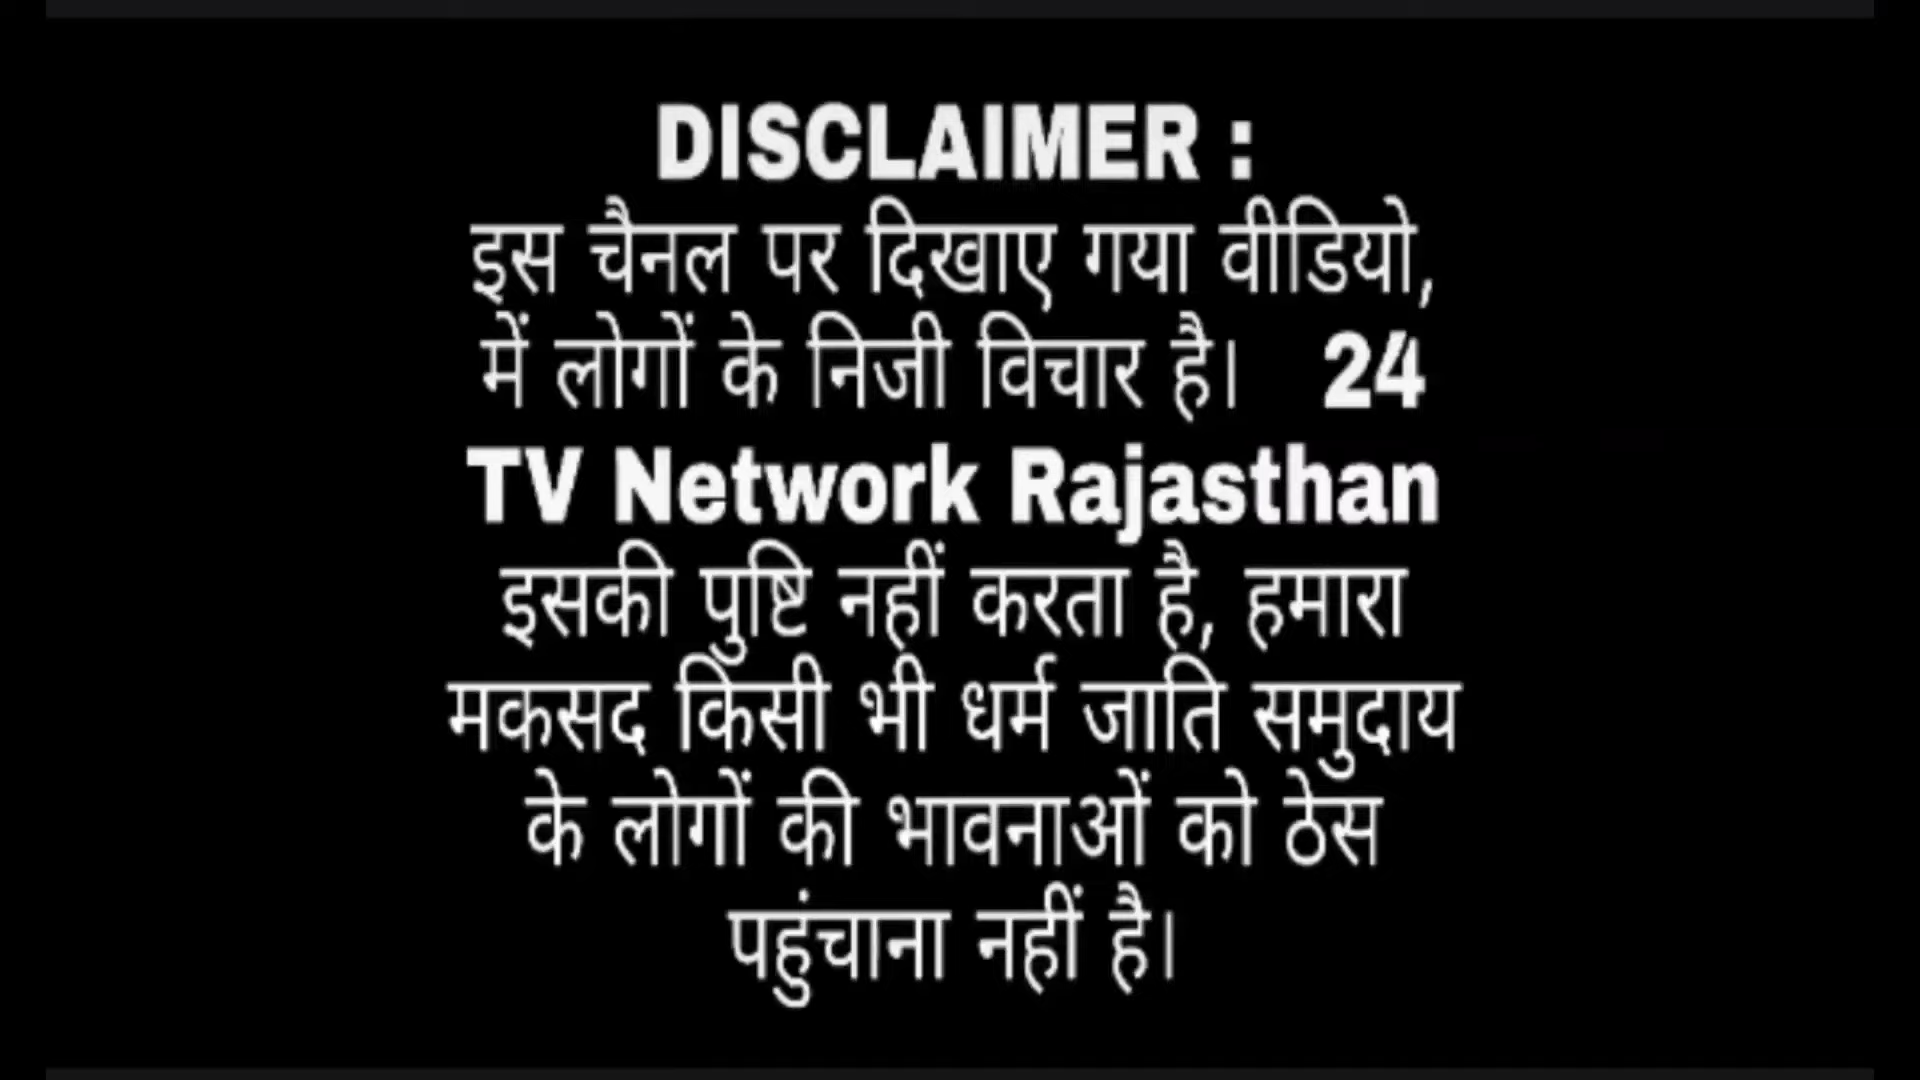 DISCLAIMER :
इस चैनल पर दिखाए गया वीडियो,
में लोगों के निजी विचार है। 24
TV Network Rajasthan
इसकी पुष्टि नहीं करता है, हमारा
मकसद किसी भी धर्म जाति समुदाय
के लोगों की भावनाओं को ठेस
पहुंचाना नहीं है।